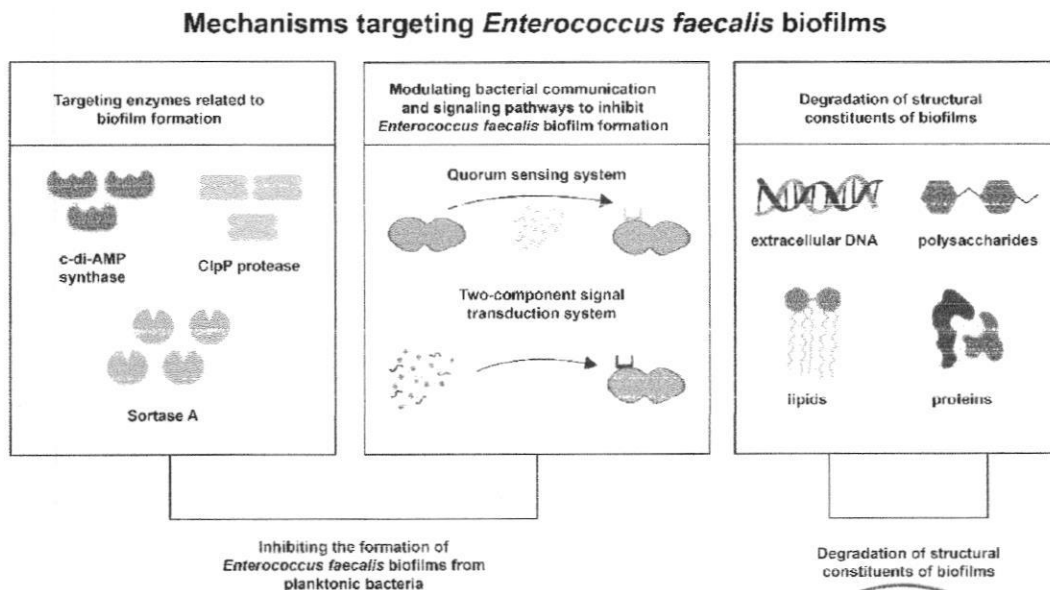 Mechanisms targeting Enterococcus faecalis biofilms
Targeting enzymes related to
biofilm formation
c-di-AMP
synthase
ClpP protease
Sortase A
Modulating bacterial communication
and signaling pathways to inhibit
Enterococcus faecalis biofilm formation
Quorum sensing system
Two-component signal
transduction system
Degradation of structural
constituents of biofilms
extracellular DNA
polysaccharides
lipids
proteins
Inhibiting the formation of
Enterococcus faecalis biofilms from
planktonic bacteria
Degradation of structural
constituents of biofilms